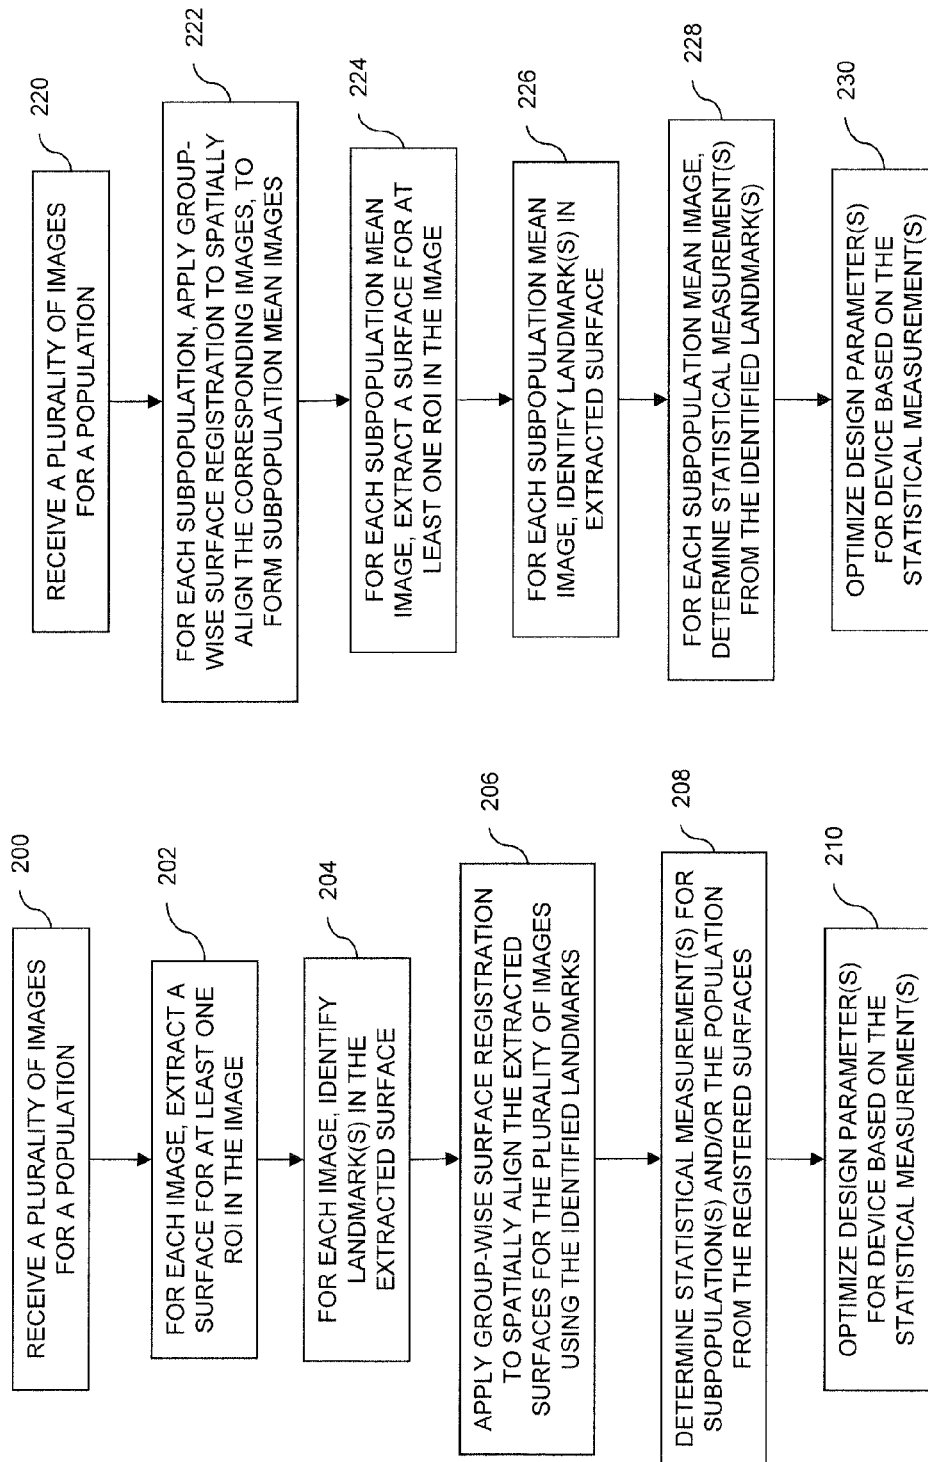 200
RECEIVE A PLURALITY OF IMAGES
FOR A POPULATION
202
FOR EACH IMAGE, EXTRACT A
SURFACE FOR AT LEAST ONE
ROI IN THE IMAGE
204
FOR EACH IMAGE, IDENTIFY
LANDMARK(S) IN THE
EXTRACTED SURFACE
206
APPLY GROUP-WISE SURFACE REGISTRATION
TO SPATIALLY ALIGN THE EXTRACTED
SURFACES FOR THE PLURALITY OF IMAGES
USING THE IDENTIFIED LANDMARKS
208
DETERMINE STATISTICAL MEASUREMENT(S) FOR
SUBPOPULATION(S) AND/OR THE POPULATION
FROM THE REGISTERED SURFACES
210
OPTIMIZE DESIGN PARAMETER(S)
FOR DEVICE BASED ON THE
STATISTICAL MEASUREMENT(S)
220
RECEIVE A PLURALITY OF IMAGES
FOR A POPULATION
222
FOR EACH SUBPOPULATION, APPLY GROUP-
WISE SURFACE REGISTRATION TO SPATIALLY
ALIGN THE CORRESPONDING IMAGES, TO
FORM SUBPOPULATION MEAN IMAGES
224
FOR EACH SUBPOPULATION MEAN
IMAGE, EXTRACT A SURFACE FOR AT
LEAST ONE ROI IN THE IMAGE
226
FOR EACH SUBPOPULATION MEAN
IMAGE, IDENTIFY LANDMARK(S) IN
EXTRACTED SURFACE
228
FOR EACH SUBPOPULATION MEAN IMAGE,
DETERMINE STATISTICAL MEASUREMENT(S)
FROM THE IDENTIFIED LANDMARK(S)
230
OPTIMIZE DESIGN PARAMETER(S)
FOR DEVICE BASED ON THE
STATISTICAL MEASUREMENT(S)